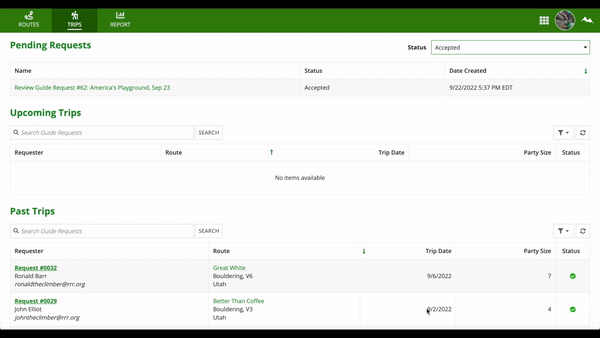 ROUTES
TRIPS
REPORT
Pending Requests
Status
Accepted
Name
Status
Date Created
Review Guide Request #62: America's Playground, Sep 23
Accepted
9/22/2022 5:37 PM EDT
Upcoming Trips
Search Guide Requests
SEARCH
Requester
Route
Trip Date
Party Size
Status
No items available
Past Trips
Search Guide Requests
SEARCH
Requester
Route
Trip Date
Party Size
Status
Request #0032
Ronald Barr
ronaldtheclimber@rrr.org
Great White
Bouldering, V6
Utah
9/6/2022
7
Request #0029
John Elliot
johntheclimber@rrr.org
Better Than Coffee
Bouldering, V3
Utah
9/2/2022
4